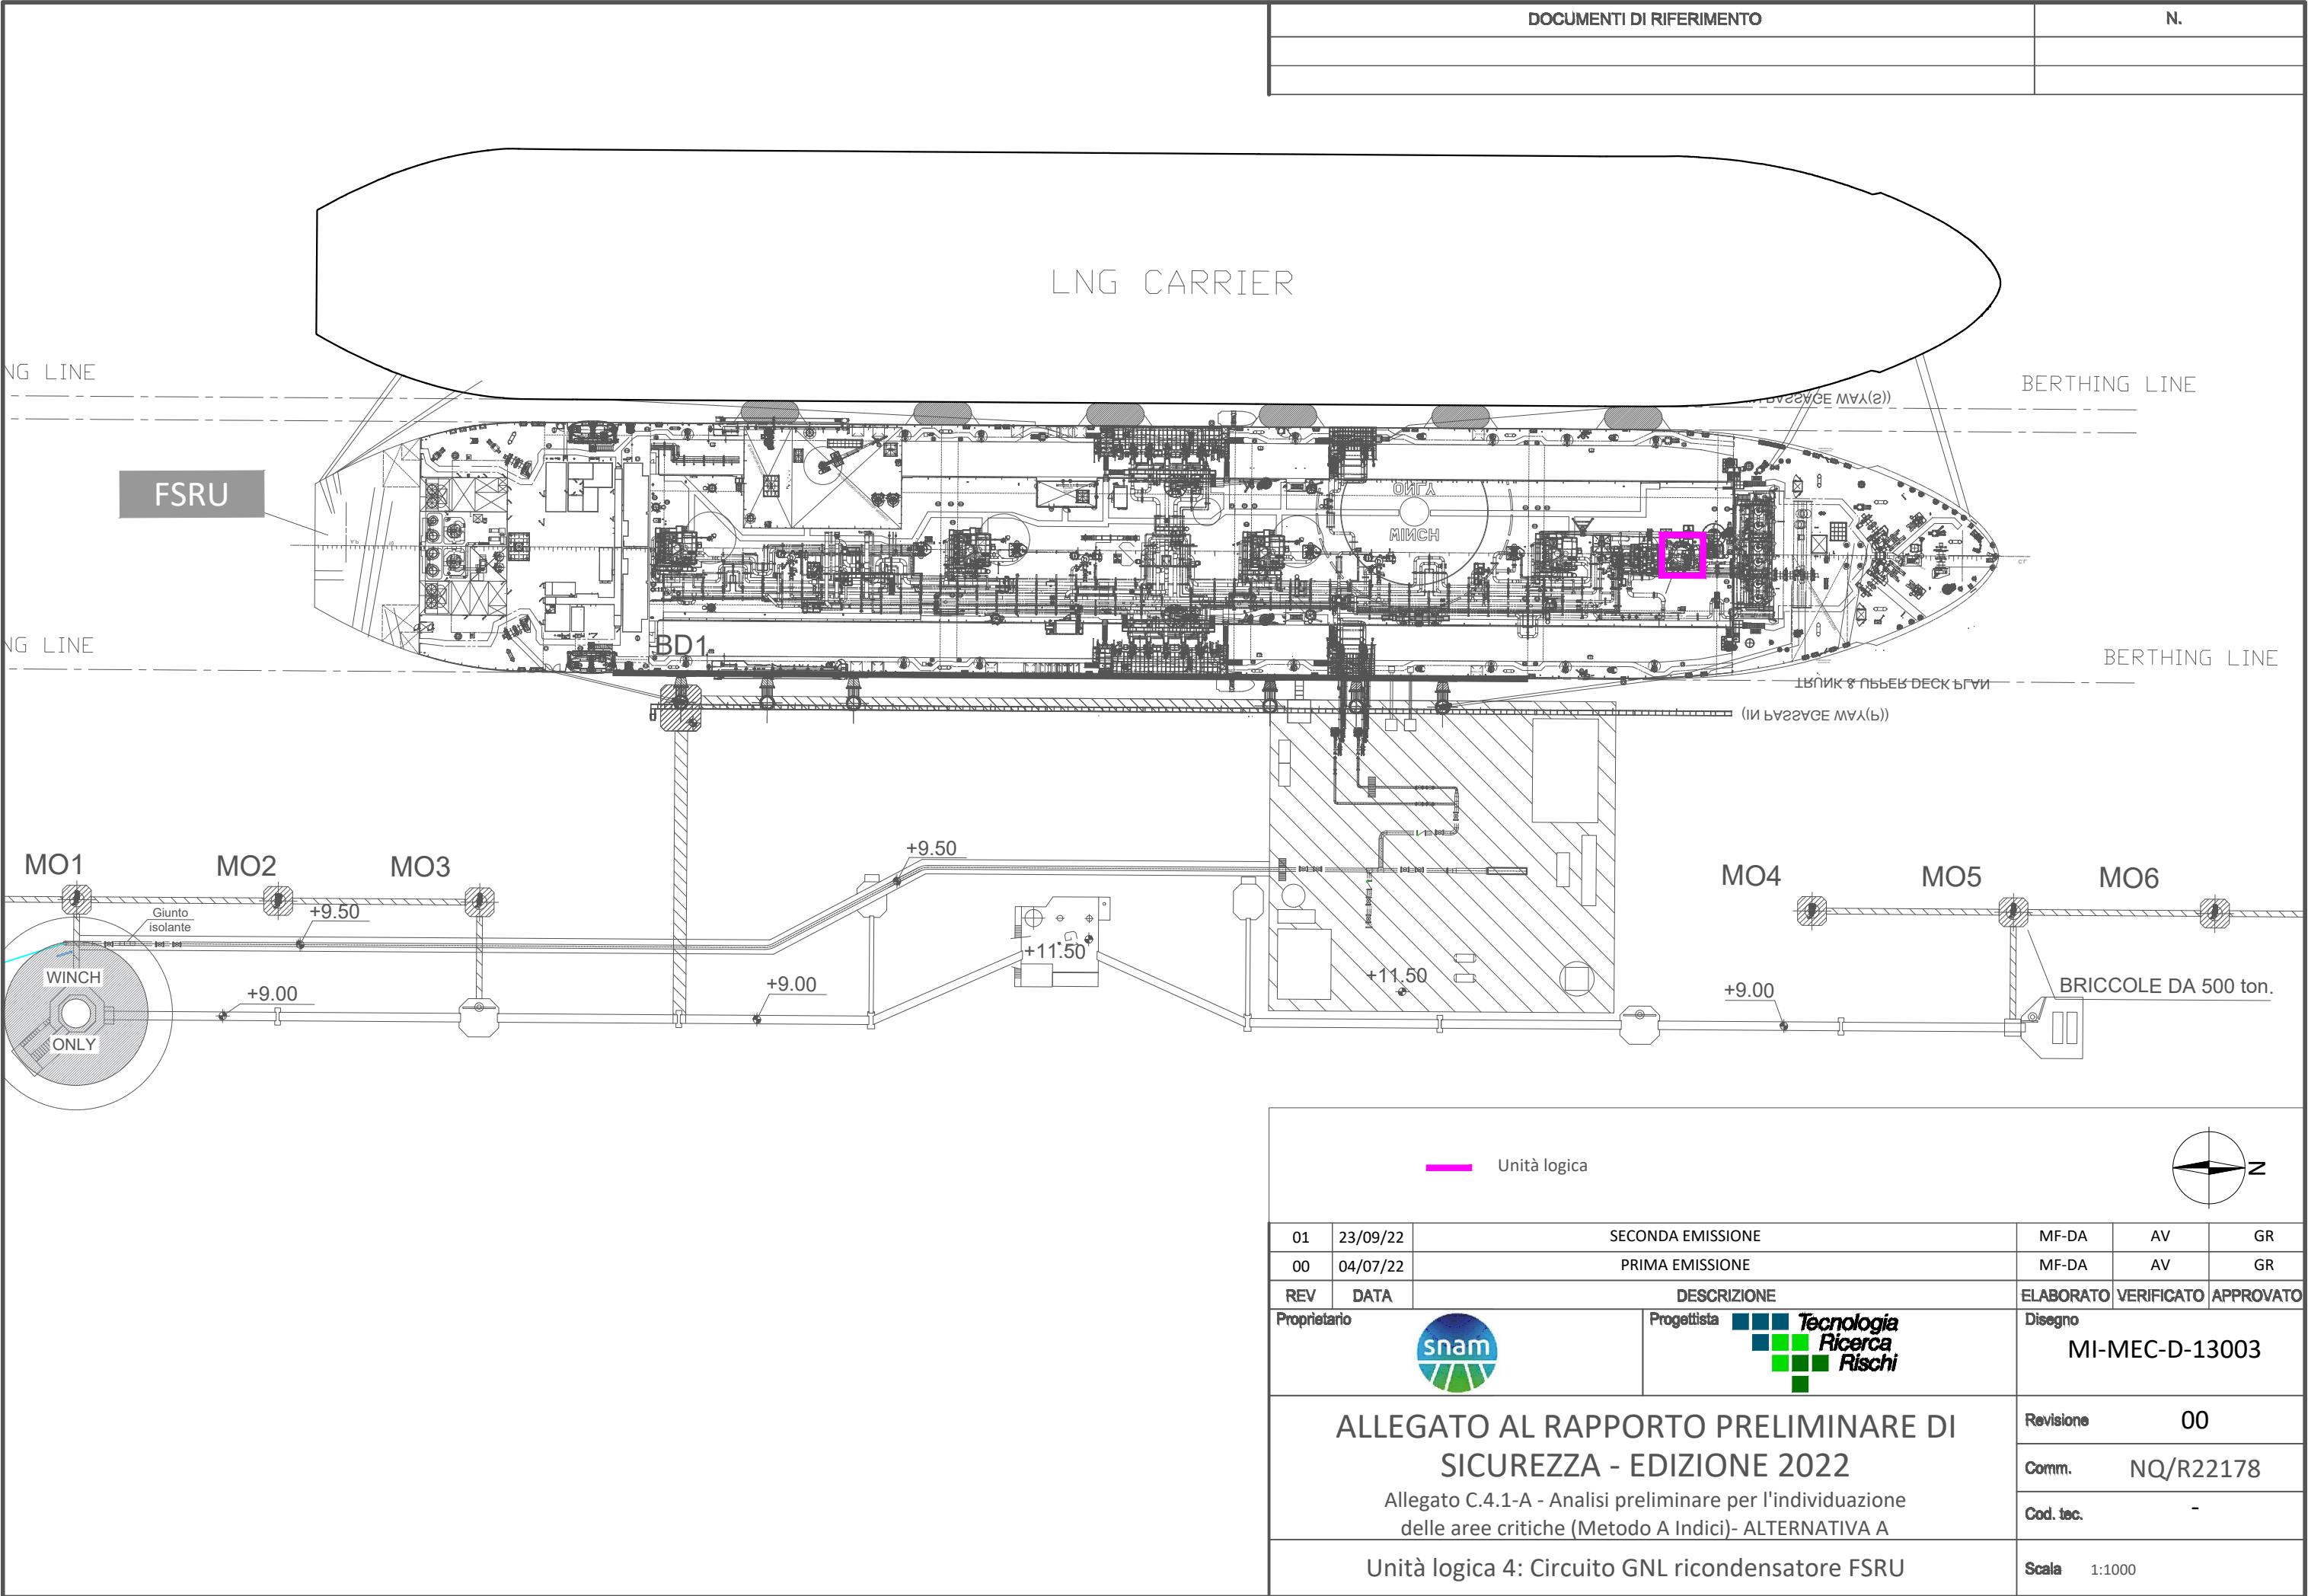 DOCUMENTI DI RIFERIMENTO
N.
LNG CARRIER
NG LINE
BERTHING LINE
PASSAGE WAY(S))
FSRU
ONLY
WINCH
NG LINE
BD1
BERTHING LINE
TRUNK & UPPER DECK PLAN
(IN PASSAGE WAY(P))
MO1
MO2
MO3
+9.50
MO4
MO5
MO6
Giunto
isolante
+9.50
+11.50
+11.50
WINCH
ONLY
+9.00
+9.00
+9.00
BRICCOLE DA 500 ton.
Unità logica
N
01 23/09/22 SECONDA EMISSIONE MF-DA AV GR
00 04/07/22 PRIMA EMISSIONE MF-DA AV GR
REV DATA DESCRIZIONE ELABORATO VERIFICATO APPROVATO
Proprietario
snam
Progettista
Tecnologia
Ricerca
Rischi
Disegno
MI-MEC-D-13003
ALLEGATO AL RAPPORTO PRELIMINARE DI
SICUREZZA - EDIZIONE 2022
Allegato C.4.1-A - Analisi preliminare per l'individuazione
delle aree critiche (Metodo A Indici)- ALTERNATIVA A
Unità logica 4: Circuito GNL ricondensatore FSRU
Revisione 00
Comm. NQ/R22178
Cod. tec. -
Scala 1:1000